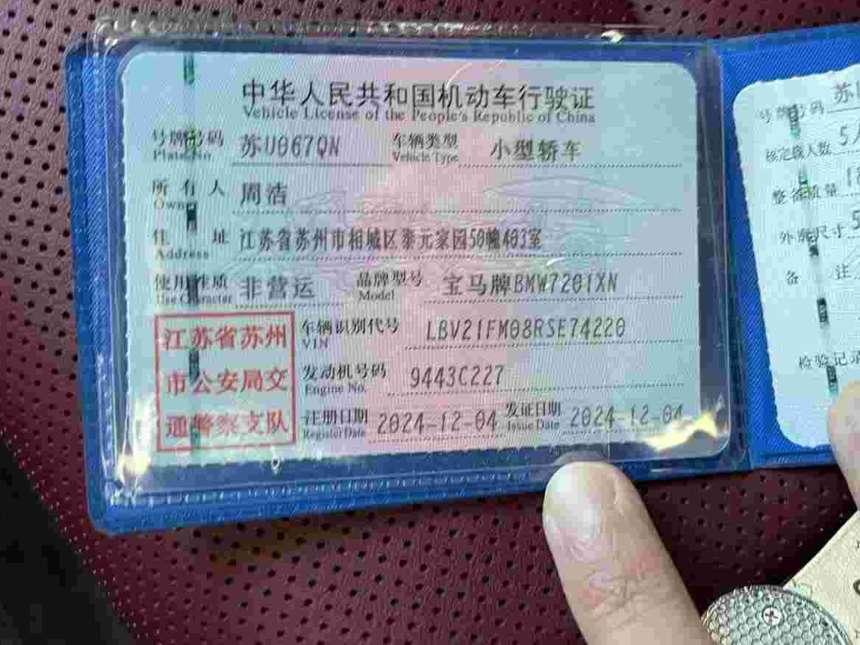 中华人民共和国机动车行驶证
Vehicle License of the People's Republic of China
号牌号码 苏U067QN 车辆类型 小型轿车
Plate No. Vehicle Type
所有人 周浩
Owner
住址 江苏省苏州市相城区泰元家园50幢403室
Address
使用性质 非营运 品牌型号 宝马牌BMW7201XN
Use Character Model
江苏省苏州
市公安局交
通警察支队
车辆识别代号 LBV21FM08RSE74220
VIN
发动机号码 9443C227
Engine No.
注册日期 2024-12-04 发证日期 2024-12-04
Register Date Issue Date
号牌号码 苏
核定载人数 5
整备质量 18
外廓尺寸 5
备注
检验记录